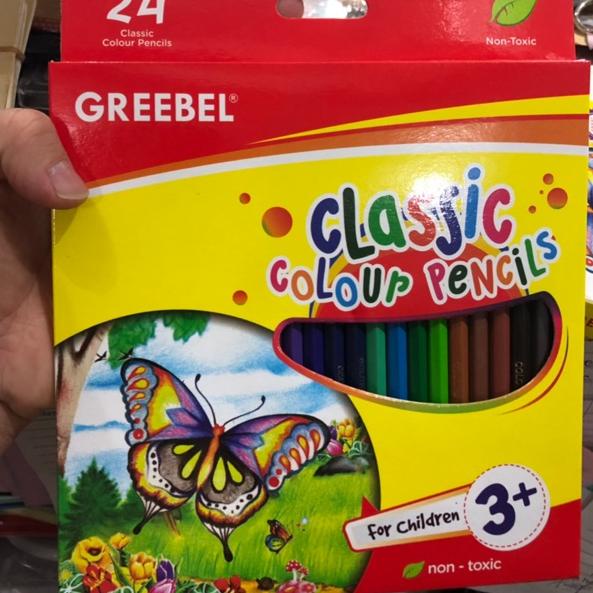 24
Classic
Colour Pencils
Non-Toxic
GREEBEL®
Classic
Colour Pencils
For Children
3+
non - toxic